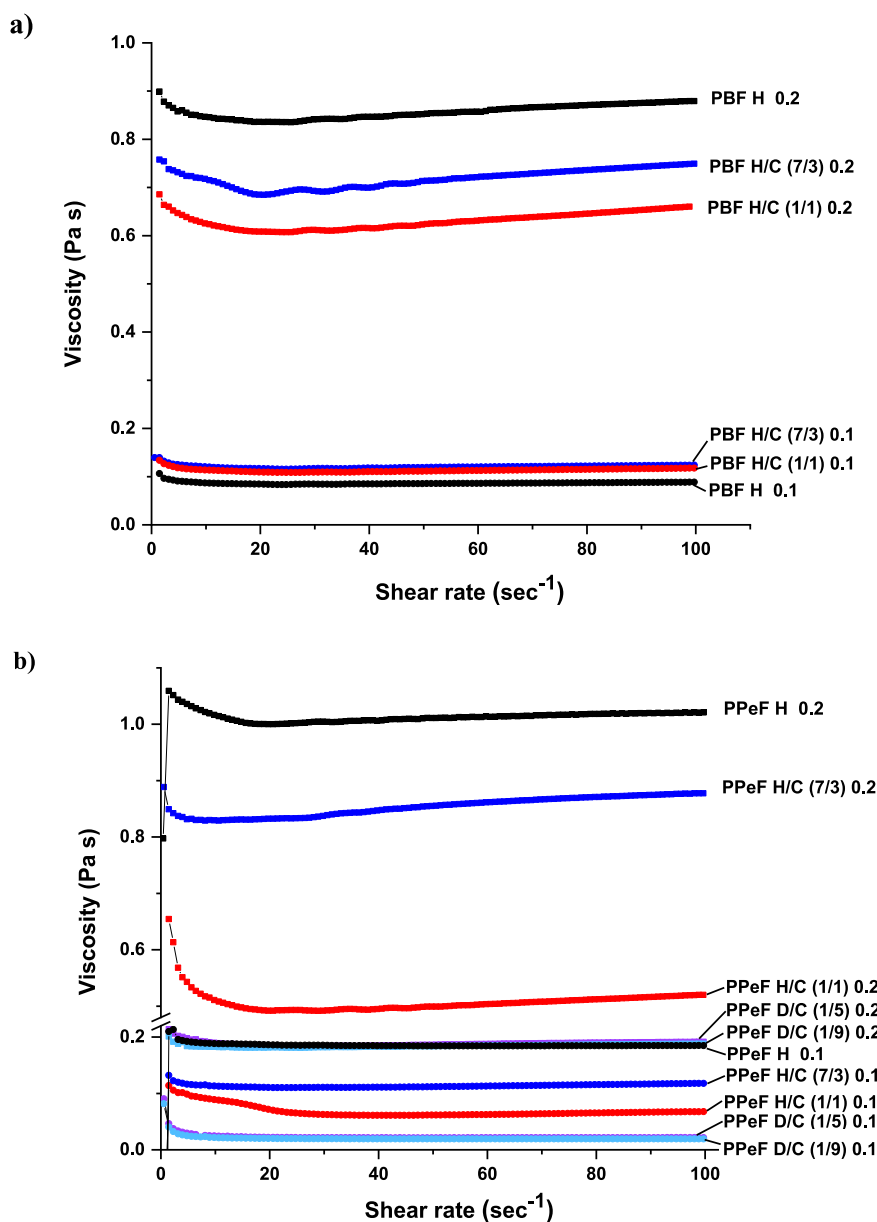 a)
1.0
0.8
0.6
0.4
0.2
0.0
Viscosity (Pa s)
PBF H 0.2
PBF H/C (7/3) 0.2
PBF H/C (1/1) 0.2
PBF H/C (7/3) 0.1
PBF H/C (1/1) 0.1
PBF H 0.1
0 20 40 60 80 100
Shear rate (sec⁻¹)
b)
1.0
0.8
0.6
0.2
0.0
Viscosity (Pa s)
PPeF H 0.2
PPeF H/C (7/3) 0.2
PPeF H/C (1/1) 0.2
PPeF D/C (1/5) 0.2
PPeF D/C (1/9) 0.2
PPeF H 0.1
PPeF H/C (7/3) 0.1
PPeF H/C (1/1) 0.1
PPeF D/C (1/5) 0.1
PPeF D/C (1/9) 0.1
0 20 40 60 80 100
Shear rate (sec⁻¹)